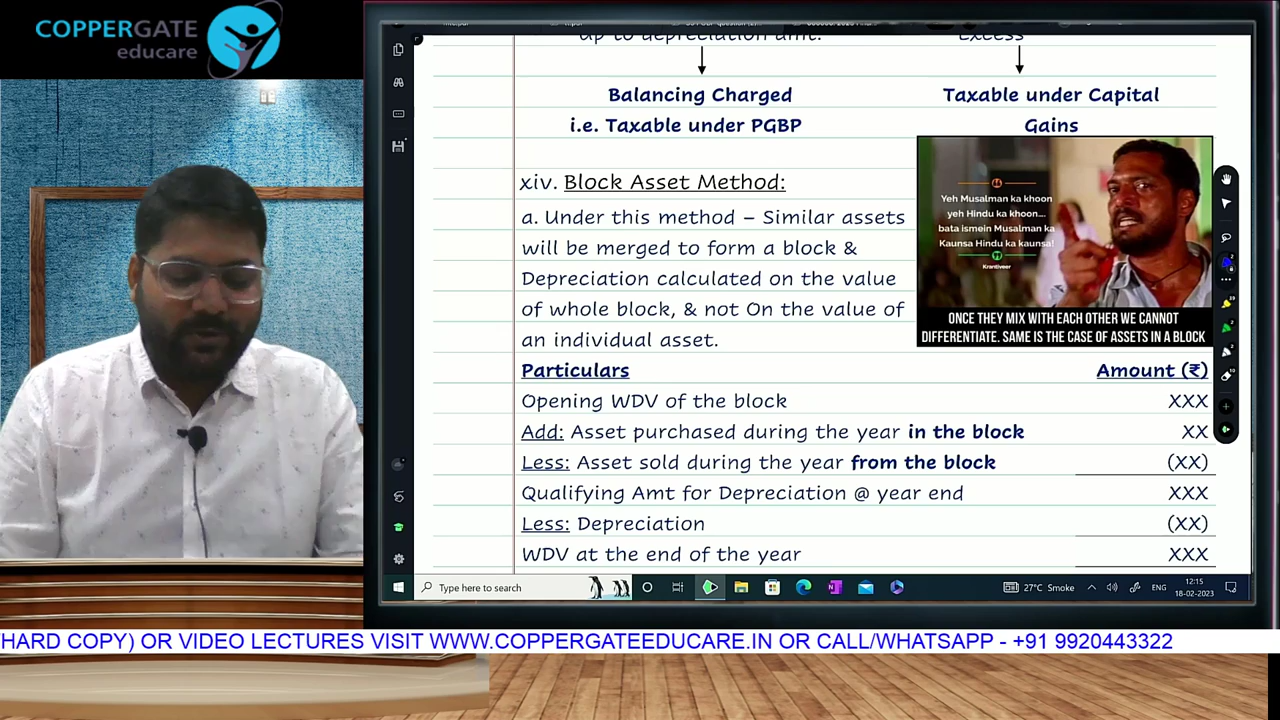 COPPERGATE
educare
up to depreciation amt.
Excess
Balancing Charged
i.e. Taxable under PGBP
Taxable under Capital
Gains
xiv. Block Asset Method:
a. Under this method – Similar assets
will be merged to form a block &
Depreciation calculated on the value
of whole block, & not On the value of
an individual asset.
Yeh Musalman ka khoon
yeh Hindu ka khoon....
bata ismein Musalman ka
Kaunsa Hindu ka kaunsa!
Krantiveer
ONCE THEY MIX WITH EACH OTHER WE CANNOT
DIFFERENTIATE. SAME IS THE CASE OF ASSETS IN A BLOCK
Particulars Amount (₹)
Opening WDV of the block XXX
Add: Asset purchased during the year in the block XX
Less: Asset sold during the year from the block (XX)
Qualifying Amt for Depreciation @ year end XXX
Less: Depreciation (XX)
WDV at the end of the year XXX
Type here to search
27°C Smoke
ENG
12:15
18-02-2023
HARD COPY) OR VIDEO LECTURES VISIT WWW.COPPERGATEEDUCARE.IN OR CALL/WHATSAPP - +91 9920443322